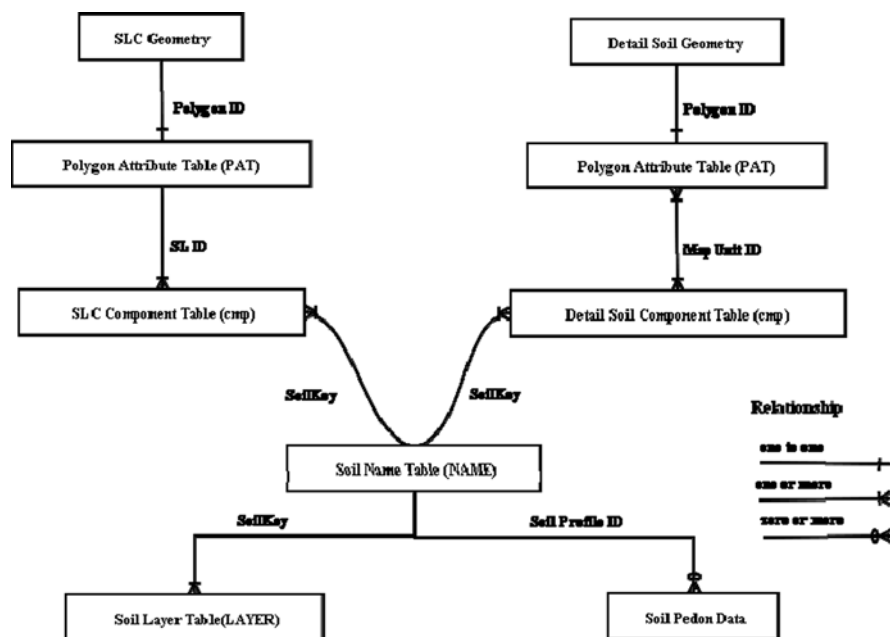 SLC Geometry
Detail Soil Geometry
Polygon ID
Polygon ID
Polygon Attribute Table (PAT)
Polygon Attribute Table (PAT)
SL ID
Map Unit ID
SLC Component Table (cmp)
Detail Soil Component Table (cmp)
SoilKey
SoilKey
Relationship
one to one
Soil Name Table (NAME)
one or more
SoilKey
Soil Profile ID
zero or more
Soil Layer Table(LAYER)
Soil Pedon Data